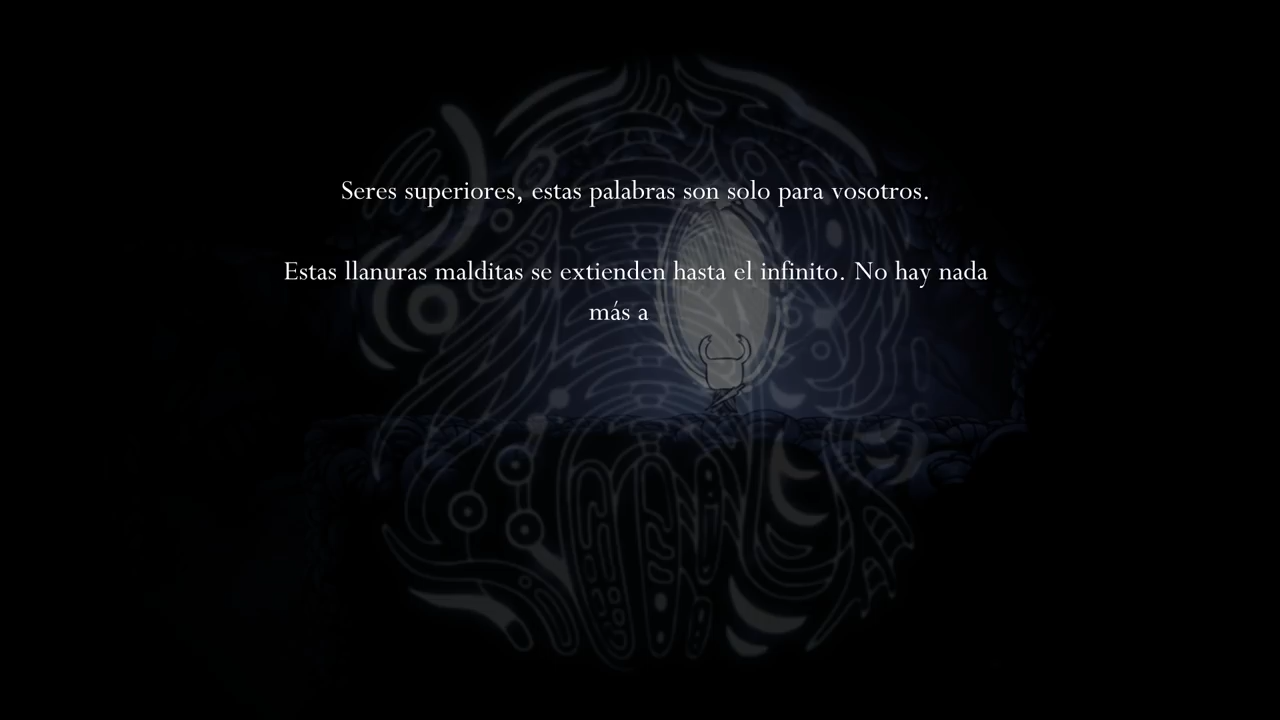 Seres superiores, estas palabras son solo para vosotros.
Estas llanuras malditas se extienden hasta el infinito. No hay nada
más a